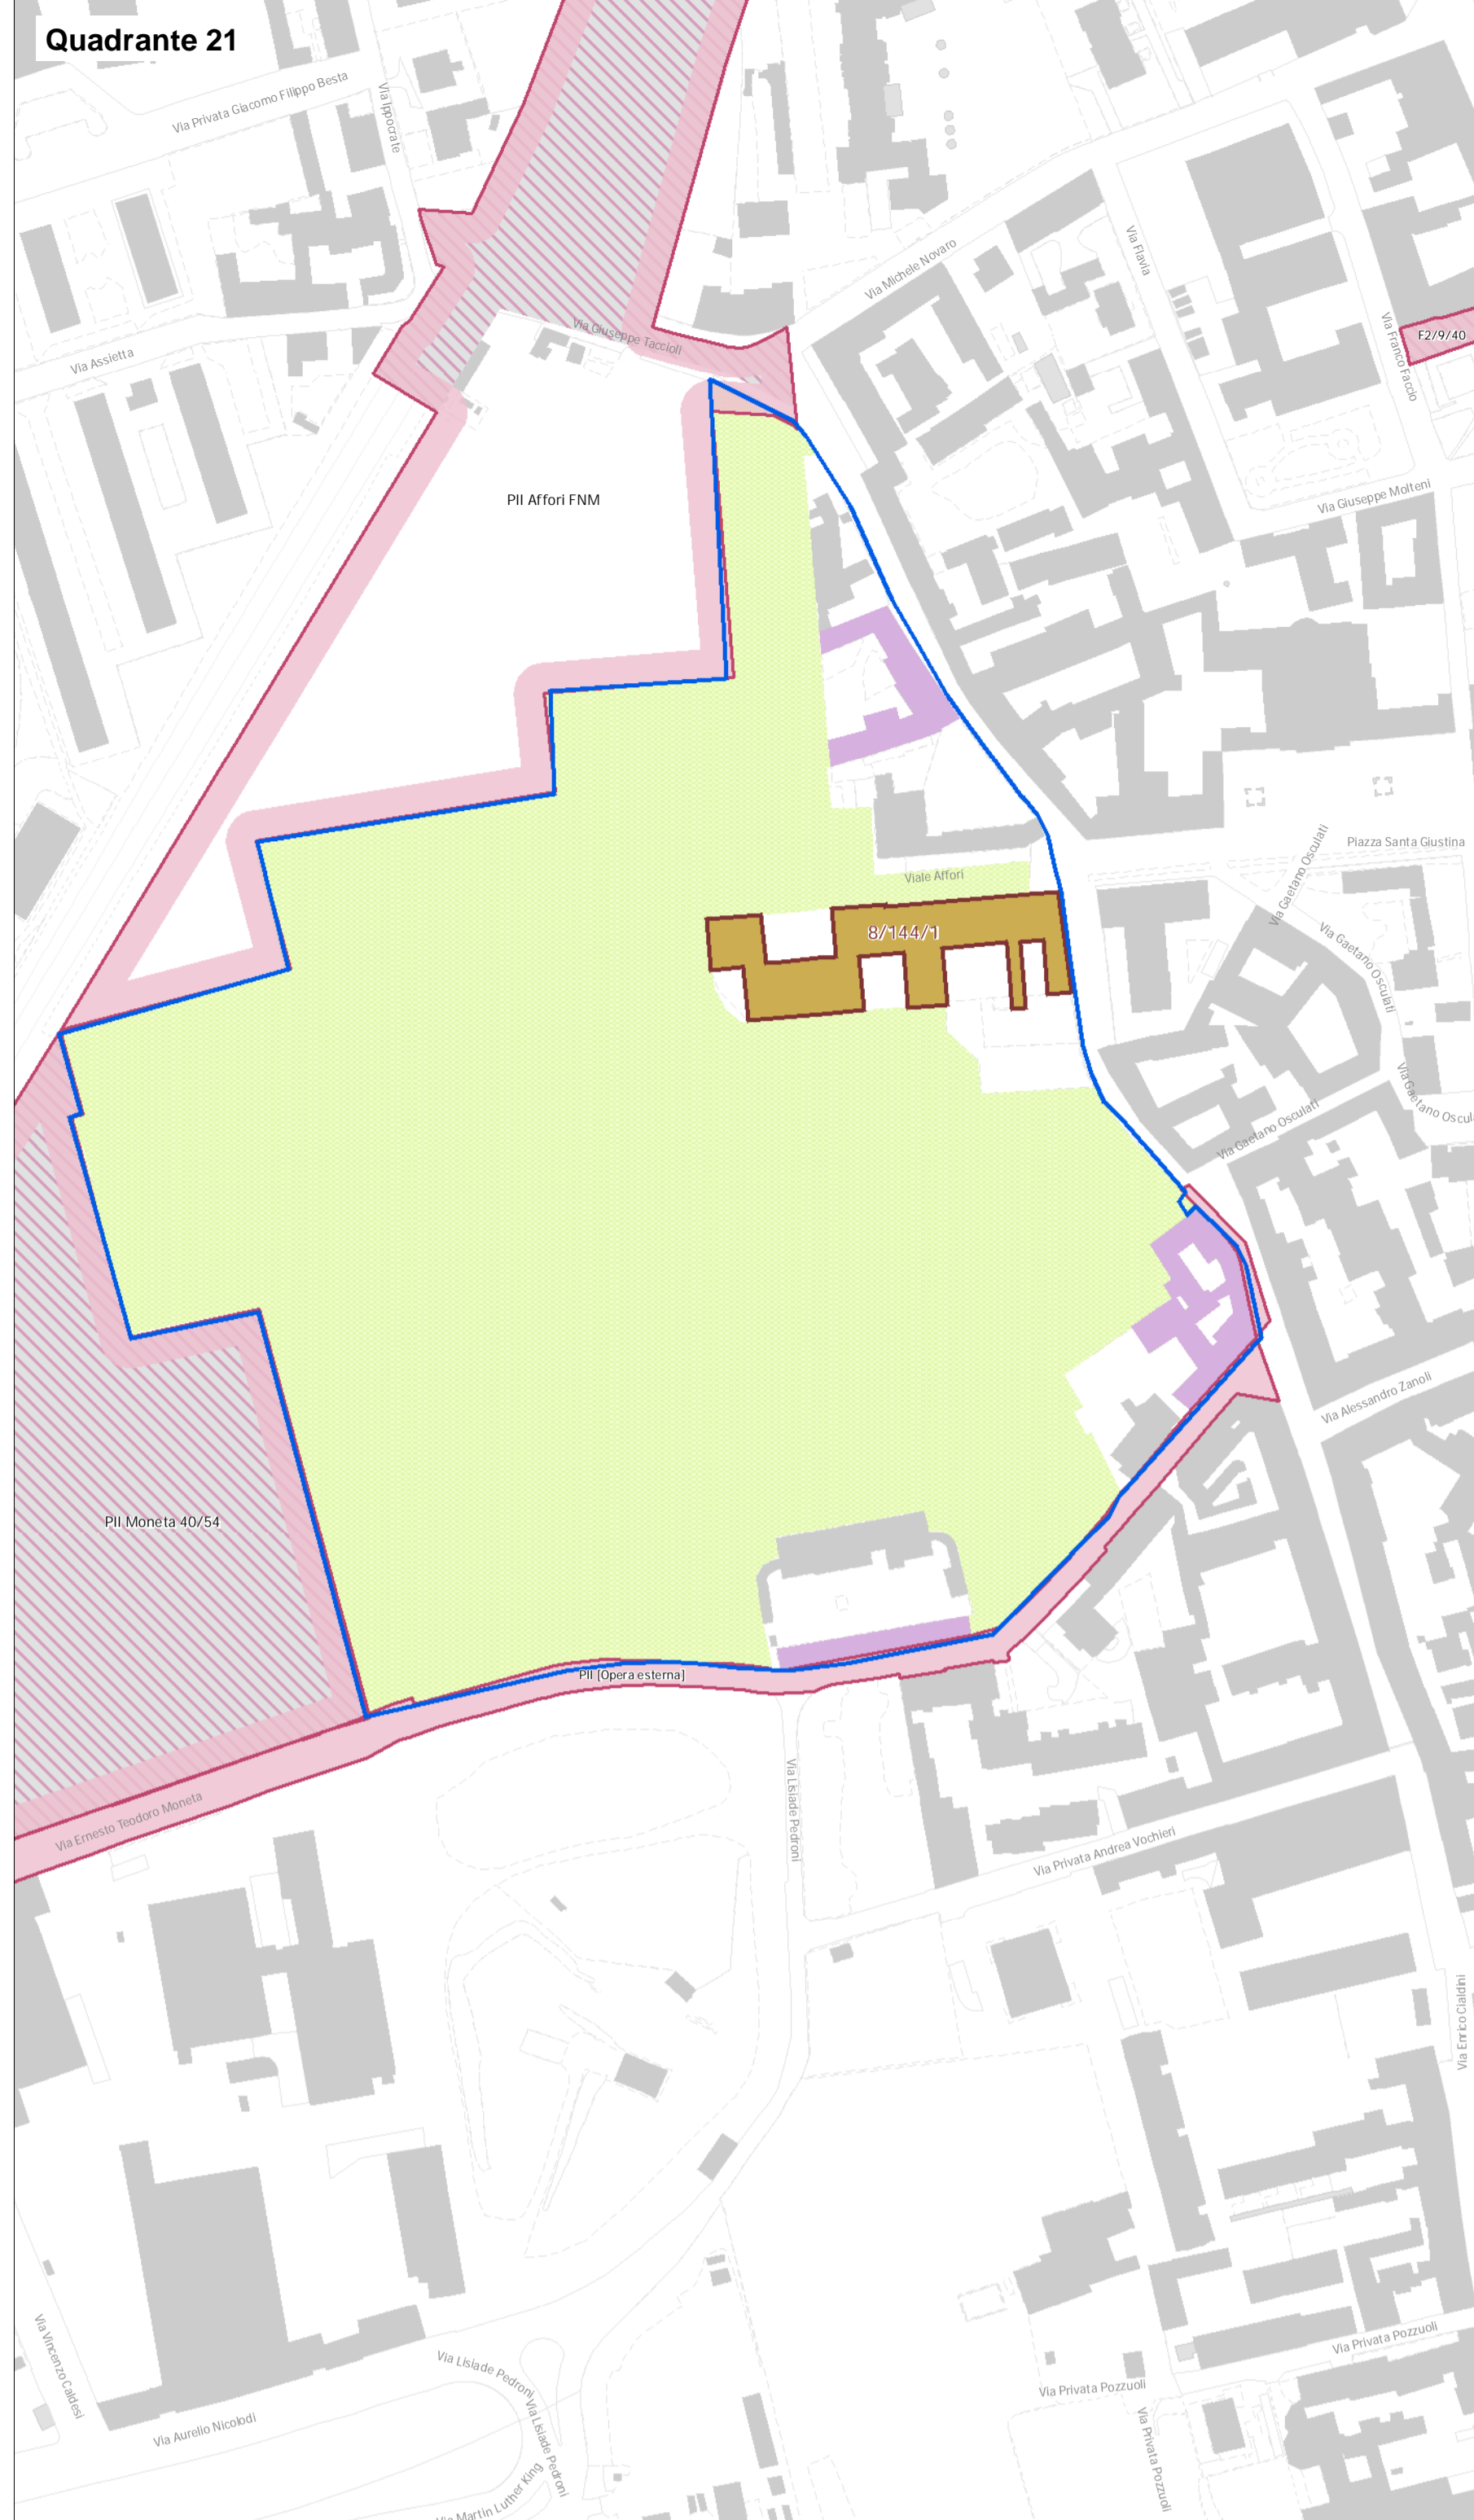 Quadrante 21
Via Privata Giacomo Filippo Besta
Via Ippocrate
Via Michele Novaro
Via Flavia
Via Giuseppe Taccioli
Via Assietta
Via Franco Faccio
F2/9/40
PII Affori FNM
Via Giuseppe Molteni
Piazza Santa Giustina
Via Gaetano Osculati
Viale Affori
8/144/1
Via Gaetano Osculati
Via Gaetano Oscula
Via Gaetano Osculati
Via Alessandro Zanoli
PII Moneta 40/54
PII [Opera esterna]
Via Ernesto Teodoro Moneta
Via Lisiade Pedroni
Via Privata Andrea Vochieri
Via Enrico Cialdini
Via Vincenzo Caldesi
Via Lisiade Pedroni
Via Privata Pozzuoli
Via Privata Pozzuoli
Via Aurelio Nicolodi
Via Lisiade Pedroni
Via Privata Pozzuoli
Via Martin Luther King